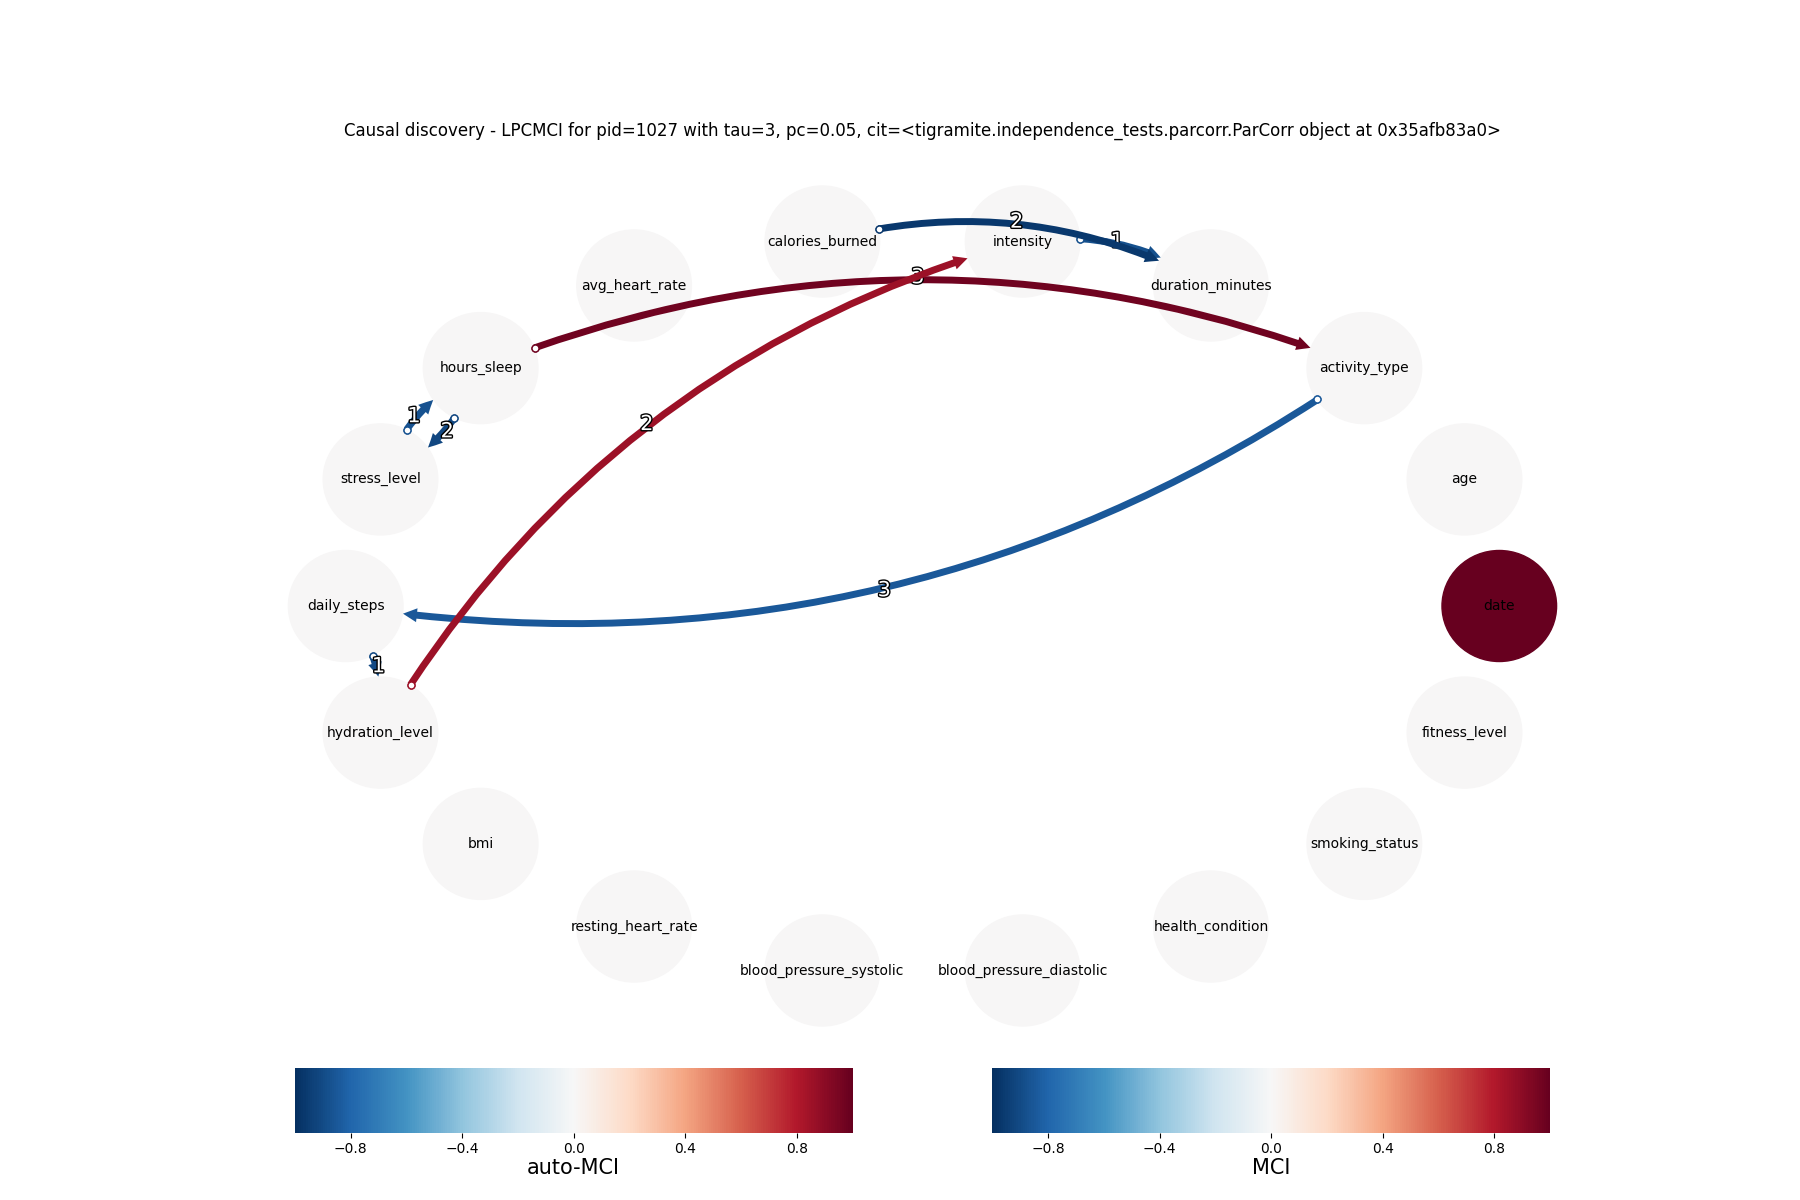 Causal discovery - LPCMCI for pid=1027 with tau=3, pc=0.05, cit=<tigramite.independence_tests.parcorr.ParCorr object at 0x35afb83a0>
2
calories_burned
intensity
1
3
avg_heart_rate
duration_minutes
hours_sleep
activity_type
1
2
2
stress_level
age
3
daily_steps
date
1
hydration_level
fitness_level
bmi
smoking_status
resting_heart_rate
health_condition
blood_pressure_systolic
blood_pressure_diastolic
−0.8 −0.4 0.0 0.4 0.8
auto-MCI
−0.8 −0.4 0.0 0.4 0.8
MCI